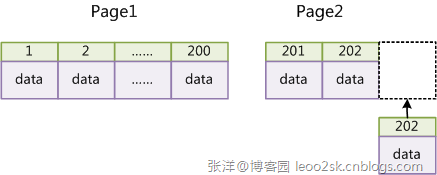 Page1 Page2
1 2 ...... 200 201 202
data data ...... data data data
202
data
张洋@博客园 leoo2sk.cnblogs.com